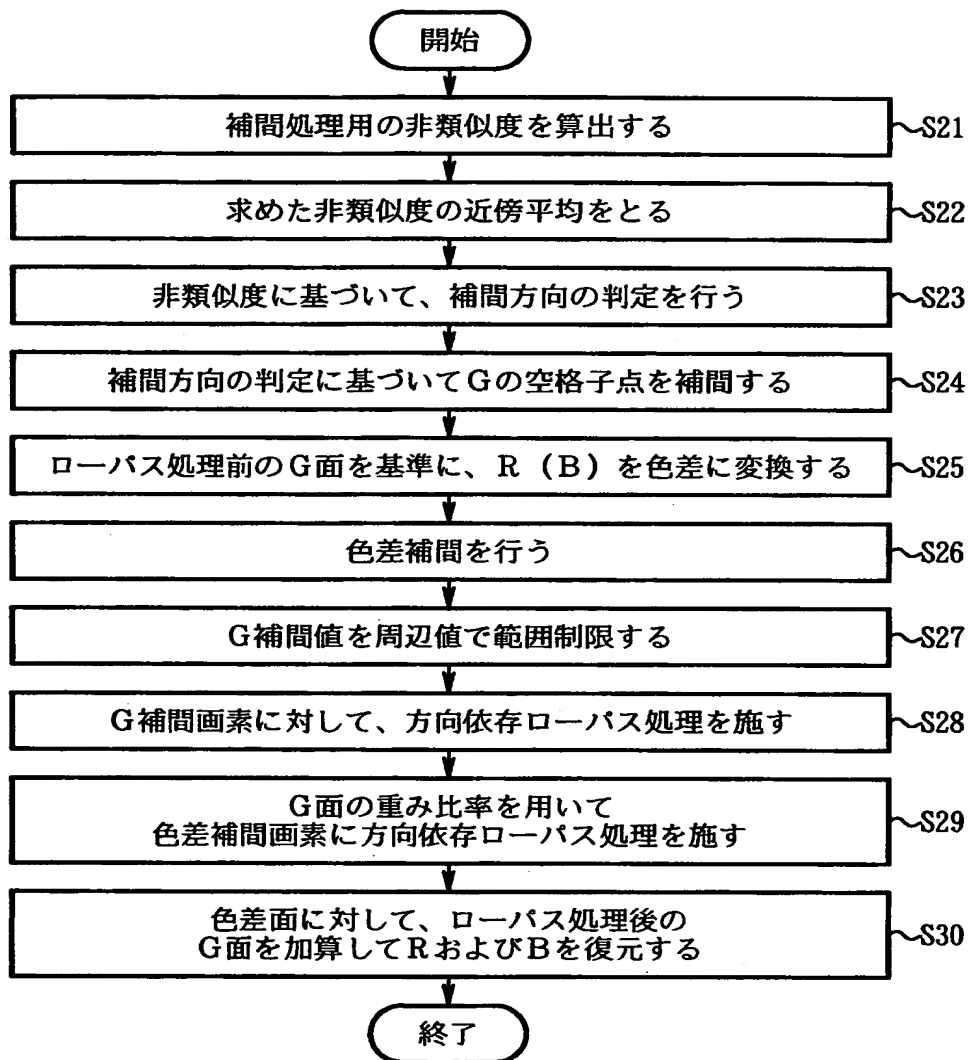 開始
補間処理用の非類似度を算出する
S21
求めた非類似度の近傍平均をとる
S22
非類似度に基づいて、補間方向の判定を行う
S23
補間方向の判定に基づいてGの空格子点を補間する
S24
ローパス処理前のG面を基準に、R(B)を色差に変換する
S25
色差補間を行う
S26
G補間値を周辺値で範囲制限する
S27
G補間画素に対して、方向依存ローパス処理を施す
S28
G面の重み比率を用いて
色差補間画素に方向依存ローパス処理を施す
S29
色差面に対して、ローパス処理後の
G面を加算してRおよびBを復元する
S30
終了